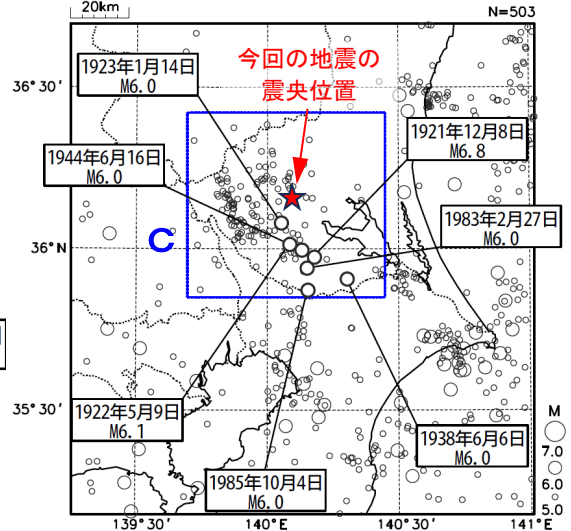 20km
N=503
36°30′
今回の地震の
震央位置
1923年1月14日
M6.0
1921年12月8日
M6.8
1944年6月16日
M6.0
1983年2月27日
M6.0
C
36°N
35°30′
1922年5月9日
M6.1
1938年6月6日
M6.0
1985年10月4日
M6.0
M
7.0
6.0
5.0
139°30′
140°E
140°30′
141°E